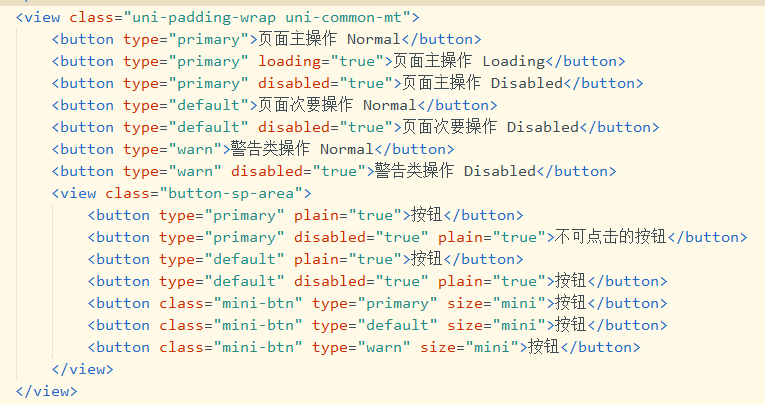 <view class="uni-padding-wrap uni-common-mt">
<button type="primary">页面主操作 Normal</button>
<button type="primary" loading="true">页面主操作 Loading</button>
<button type="primary" disabled="true">页面主操作 Disabled</button>
<button type="default">页面次要操作 Normal</button>
<button type="default" disabled="true">页面次要操作 Disabled</button>
<button type="warn">警告类操作 Normal</button>
<button type="warn" disabled="true">警告类操作 Disabled</button>
<view class="button-sp-area">
<button type="primary" plain="true">按钮</button>
<button type="primary" disabled="true" plain="true">不可点击的按钮</button>
<button type="default" plain="true">按钮</button>
<button type="default" disabled="true" plain="true">按钮</button>
<button class="mini-btn" type="primary" size="mini">按钮</button>
<button class="mini-btn" type="default" size="mini">按钮</button>
<button class="mini-btn" type="warn" size="mini">按钮</button>
</view>
</view>